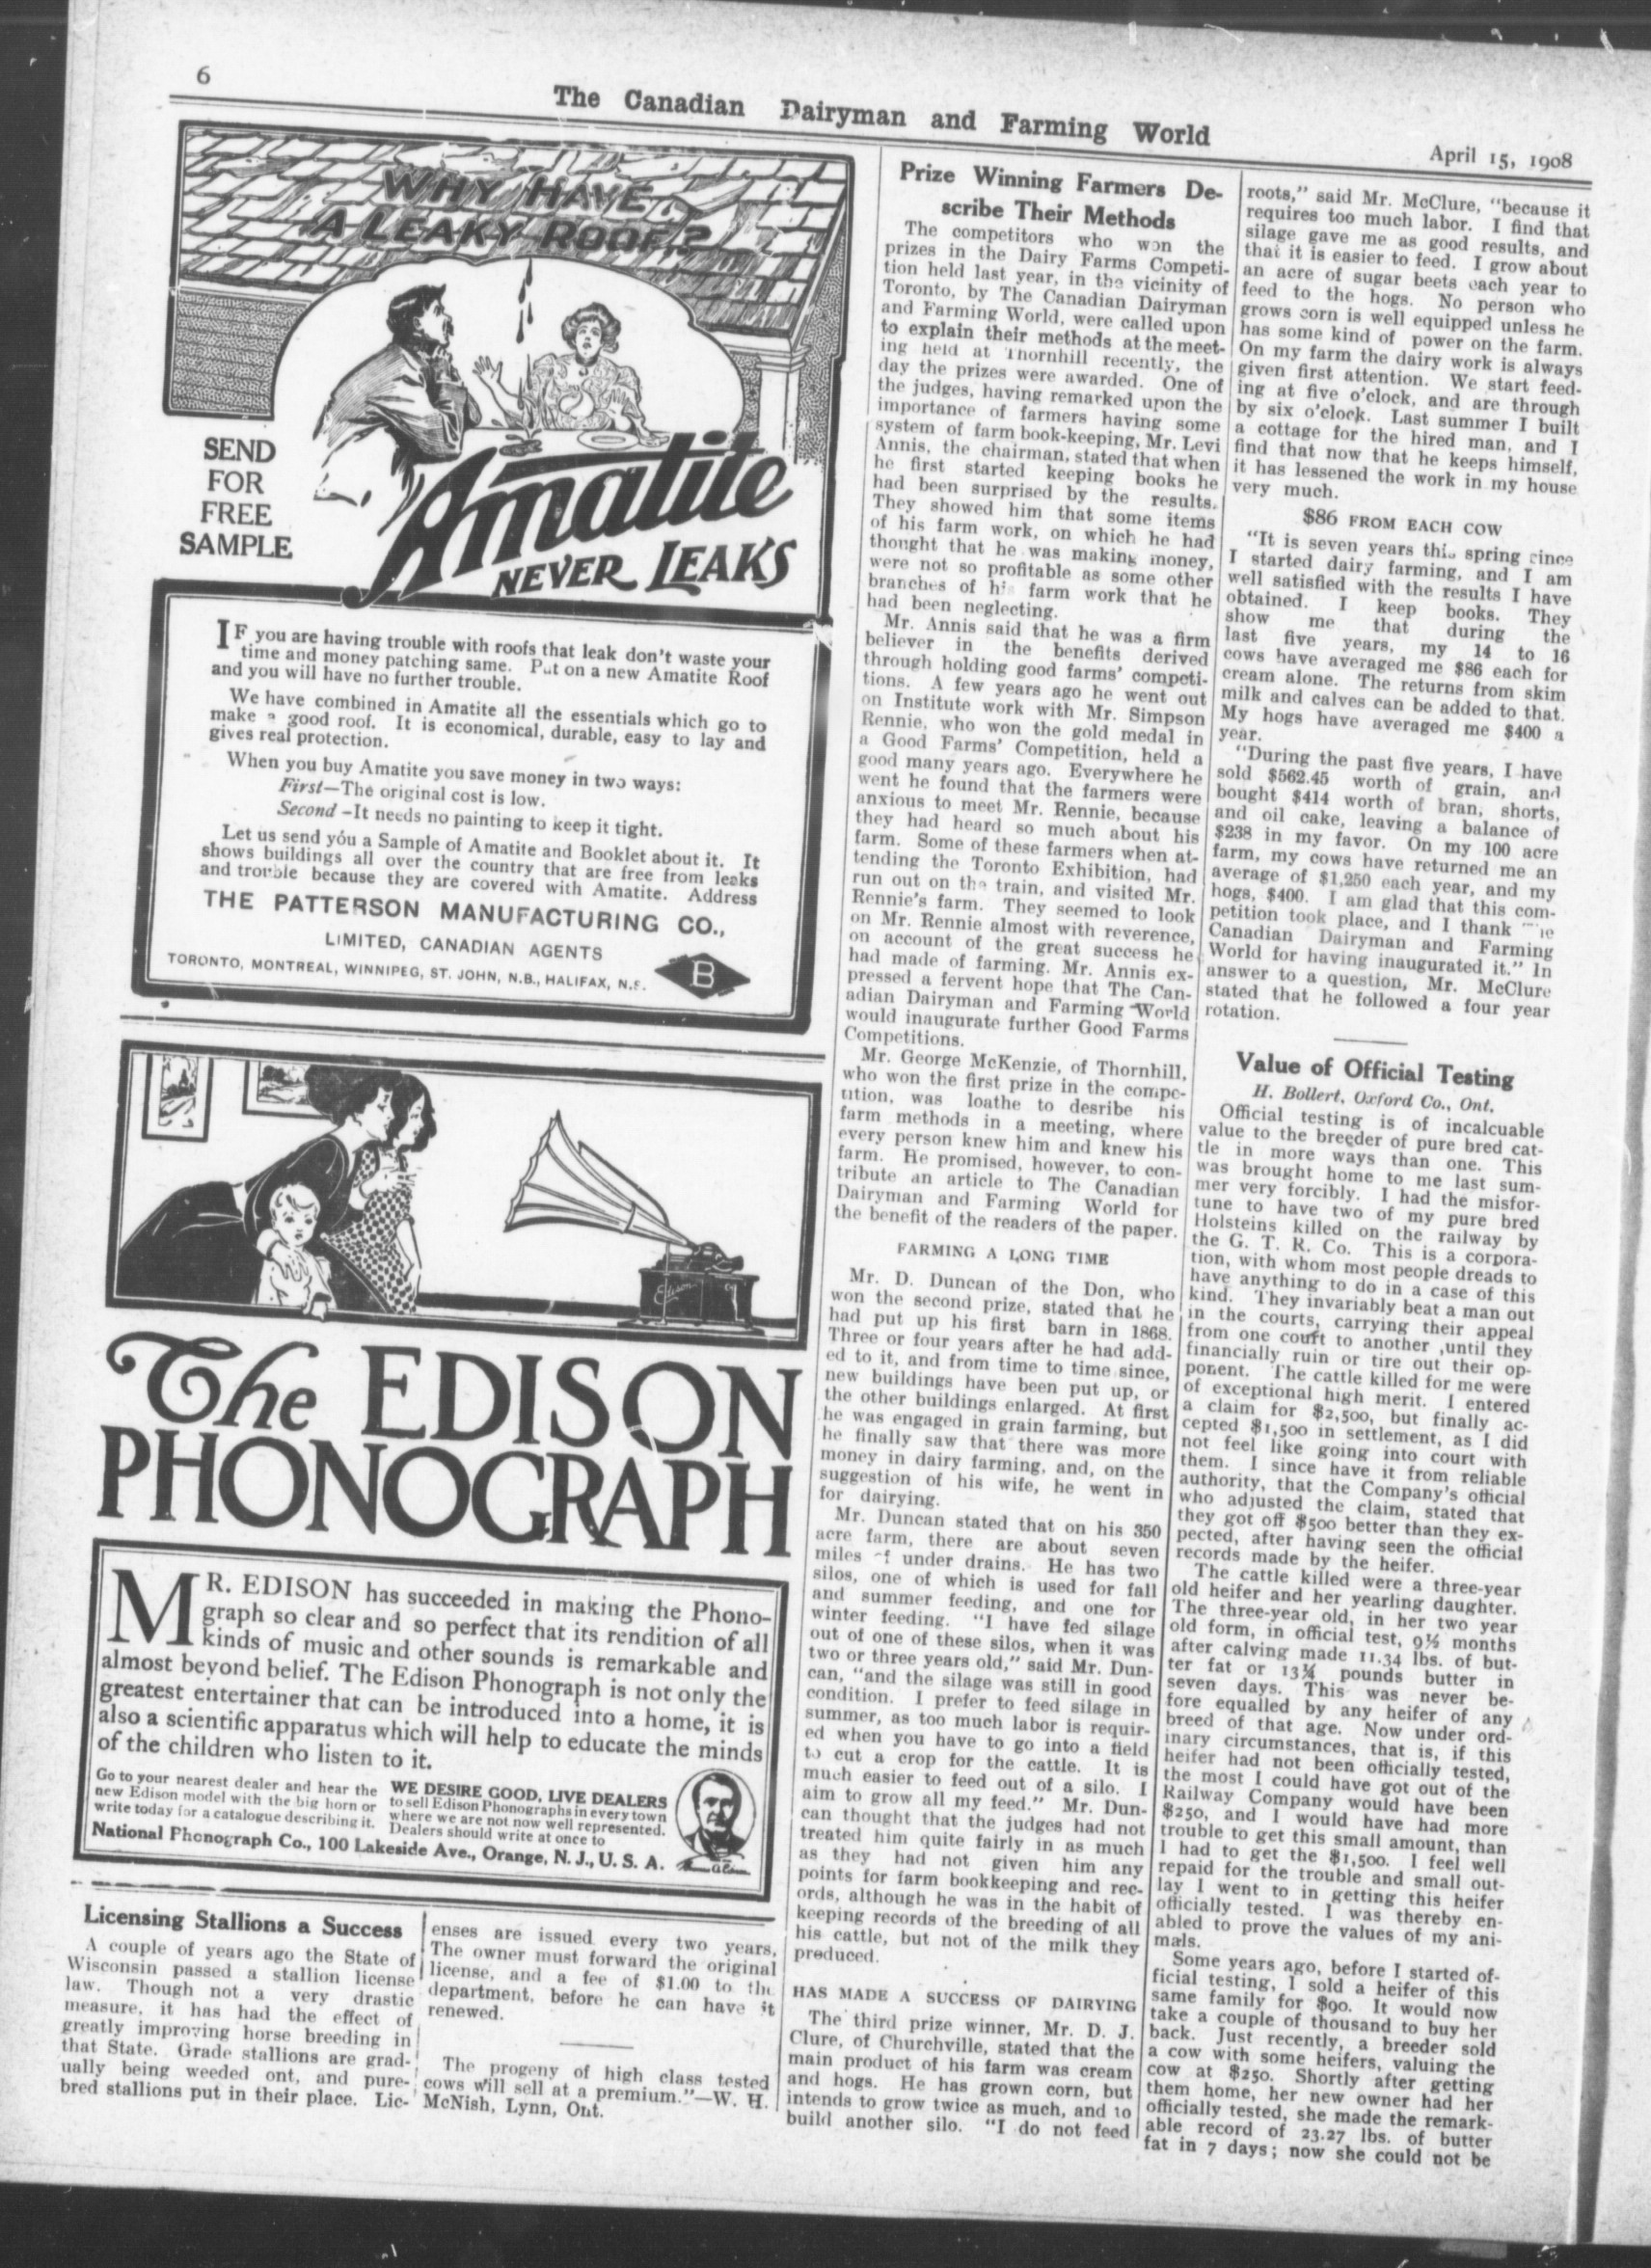 6
The Canadian Dairyman and Farming World
April 15, 1908
WHY HAVE
A LEAKY ROOF?
SEND
FOR
FREE
SAMPLE
Amatite
NEVER LEAKS
IF you are having trouble with roofs that leak don't waste your
time and money patching same. Put on a new Amatite Roof
and you will have no further trouble.
We have combined in Amatite all the essentials which go to
make a good roof. It is economical, durable, easy to lay and
gives real protection.
When you buy Amatite you save money in two ways:
First—The original cost is low.
Second—It needs no painting to keep it tight.
Let us send you a Sample of Amatite and Booklet about it. It
shows buildings all over the country that are free from leaks
and trouble because they are covered with Amatite. Address
THE PATTERSON MANUFACTURING CO.,
LIMITED, CANADIAN AGENTS
TORONTO, MONTREAL, WINNIPEG, ST. JOHN, N.B., HALIFAX, N.S.
B
Edison
The EDISON
PHONOGRAPH
MR. EDISON has succeeded in making the Phono-
graph so clear and so perfect that its rendition of all
kinds of music and other sounds is remarkable and
almost beyond belief. The Edison Phonograph is not only the
greatest entertainer that can be introduced into a home, it is
also a scientific apparatus which will help to educate the minds
of the children who listen to it.
Go to your nearest dealer and hear the
new Edison model with the big horn or
write today for a catalogue describing it.
WE DESIRE GOOD, LIVE DEALERS
to sell Edison Phonographs in every town
where we are not now well represented.
Dealers should write at once to
National Phonograph Co., 100 Lakeside Ave., Orange, N. J., U. S. A.
Licensing Stallions a Success
A couple of years ago the State of
Wisconsin passed a stallion license
law. Though not a very drastic
measure, it has had the effect of
greatly improving horse breeding in
that State. Grade stallions are grad-
ually being weeded ont, and pure-
bred stallions put in their place. Lic-
enses are issued every two years.
The owner must forward the original
license, and a fee of $1.00 to the
department, before he can have it
renewed.
The progeny of high class tested
cows will sell at a premium."—W. H.
McNish, Lynn, Ont.
Prize Winning Farmers De-
scribe Their Methods
The competitors who won the
prizes in the Dairy Farms Competi-
tion held last year, in the vicinity of
Toronto, by The Canadian Dairyman
and Farming World, were called upon
to explain their methods at the meet-
ing held at Thornhill recently, the
day the prizes were awarded. One of
the judges, having remarked upon the
importance of farmers having some
system of farm book-keeping, Mr. Levi
Annis, the chairman, stated that when
he first started keeping books he
had been surprised by the results.
They showed him that some items
of his farm work, on which he had
thought that he was making money,
were not so profitable as some other
branches of his farm work that he
had been neglecting.
Mr. Annis said that he was a firm
believer in the benefits derived
through holding good farms' competi-
tions. A few years ago he went out
on Institute work with Mr. Simpson
Rennie, who won the gold medal in
a Good Farms' Competition, held a
good many years ago. Everywhere he
went he found that the farmers were
anxious to meet Mr. Rennie, because
they had heard so much about his
farm. Some of these farmers when at-
tending the Toronto Exhibition, had
run out on the train, and visited Mr.
Rennie's farm. They seemed to look
on Mr. Rennie almost with reverence,
on account of the great success he
had made of farming. Mr. Annis ex-
pressed a fervent hope that The Can-
adian Dairyman and Farming World
would inaugurate further Good Farms
Competitions.
Mr. George McKenzie, of Thornhill,
who won the first prize in the compe-
tition, was loathe to desribe his
farm methods in a meeting, where
every person knew him and knew his
farm. He promised, however, to con-
tribute an article to The Canadian
Dairyman and Farming World for
the benefit of the readers of the paper.
FARMING A LONG TIME
Mr. D. Duncan of the Don, who
won the second prize, stated that he
had put up his first barn in 1868.
Three or four years after he had add-
ed to it, and from time to time since,
new buildings have been put up, or
the other buildings enlarged. At first
he was engaged in grain farming, but
he finally saw that there was more
money in dairy farming, and, on the
suggestion of his wife, he went in
for dairying.
Mr. Duncan stated that on his 350
acre farm, there are about seven
miles of under drains. He has two
silos, one of which is used for fall
and summer feeding, and one for
winter feeding. "I have fed silage
out of one of these silos, when it was
two or three years old," said Mr. Dun-
can, "and the silage was still in good
condition. I prefer to feed silage in
summer, as too much labor is requir-
ed when you have to go into a field
to cut a crop for the cattle. It is
much easier to feed out of a silo. I
aim to grow all my feed." Mr. Dun-
can thought that the judges had not
treated him quite fairly in as much
as they had not given him any
points for farm bookkeeping and rec-
ords, although he was in the habit of
keeping records of the breeding of all
his cattle, but not of the milk they
produced.
HAS MADE A SUCCESS OF DAIRYING
The third prize winner, Mr. D. J.
Clure, of Churchville, stated that the
main product of his farm was cream
and hogs. He has grown corn, but
intends to grow twice as much, and to
build another silo. "I do not feed
roots," said Mr. McClure, "because it
requires too much labor. I find that
silage gave me as good results, and
that it is easier to feed. I grow about
an acre of sugar beets each year to
feed to the hogs. No person who
grows corn is well equipped unless he
has some kind of power on the farm.
On my farm the dairy work is always
given first attention. We start feed-
ing at five o'clock, and are through
by six o'clock. Last summer I built
a cottage for the hired man, and I
find that now that he keeps himself,
it has lessened the work in my house
very much.
$86 FROM EACH COW
"It is seven years this spring since
I started dairy farming, and I am
well satisfied with the results I have
obtained. I keep books. They
show me that during the
last five years, my 14 to 16
cows have averaged me $86 each for
cream alone. The returns from skim
milk and calves can be added to that.
My hogs have averaged me $400 a
year.
"During the past five years, I have
sold $562.45 worth of grain, and
bought $414 worth of bran, shorts,
and oil cake, leaving a balance of
$238 in my favor. On my 100 acre
farm, my cows have returned me an
average of $1,250 each year, and my
hogs, $400. I am glad that this com-
petition took place, and I thank
Canadian Dairyman and Farming
World for having inaugurated it." In
answer to a question, Mr. McClure
stated that he followed a four year
rotation.
Value of Official Testing
H. Bollert, Oxford Co., Ont.
Official testing is of incalcuable
value to the breeder of pure bred cat-
tle in more ways than one. This
was brought home to me last sum-
mer very forcibly. I had the misfor-
tune to have two of my pure bred
Holsteins killed on the railway by
the G. T. R. Co. This is a corpora-
tion, with whom most people dreads to
have anything to do in a case of this
kind. They invariably beat a man out
in the courts, carrying their appeal
from one court to another ,until they
financially ruin or tire out their op-
ponent. The cattle killed for me were
of exceptional high merit. I entered
a claim for $2,500, but finally ac-
cepted $1,500 in settlement, as I did
not feel like going into court with
them. I since have it from reliable
authority, that the Company's official
who adjusted the claim, stated that
they got off $500 better than they ex-
pected, after having seen the official
records made by the heifer.
The cattle killed were a three-year
old heifer and her yearling daughter.
The three-year old, in her two year
old form, in official test, 9½ months
after calving made 11.34 lbs. of but-
ter fat or 13¼ pounds butter in
seven days. This was never be-
fore equalled by any heifer of any
breed of that age. Now under ord-
inary circumstances, that is, if this
heifer had not been officially tested,
the most I could have got out of the
Railway Company would have been
$250, and I would have had more
trouble to get this small amount, than
I had to get the $1,500. I feel well
repaid for the trouble and small out-
lay I went to in getting this heifer
officially tested. I was thereby en-
abled to prove the values of my ani-
mals.
Some years ago, before I started of-
ficial testing, I sold a heifer of this
same family for $90. It would now
take a couple of thousand to buy her
back. Just recently, a breeder sold
a cow with some heifers, valuing the
cow at $250. Shortly after getting
them home, her new owner had her
officially tested, she made the remark-
able record of 23.27 lbs. of butter
fat in 7 days; now she could not be